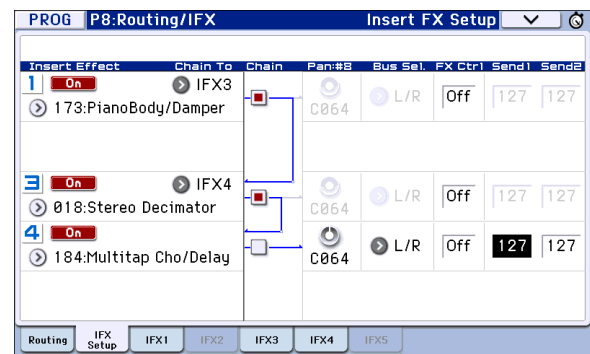 PROG P8:Routing/IFX Insert FX Setup
Insert Effect Chain To Chain Pan:#8 Bus Sel. FX Ctrl Send1 Send2
1 On IFX3
173:PianoBody/Damper C064 L/R Off 127 127
3 On IFX4
018:Stereo Decimator C064 L/R Off 127 127
4 On
184:Multitap Cho/Delay C064 L/R Off 127 127
Routing IFX Setup IFX1 IFX2 IFX3 IFX4 IFX5